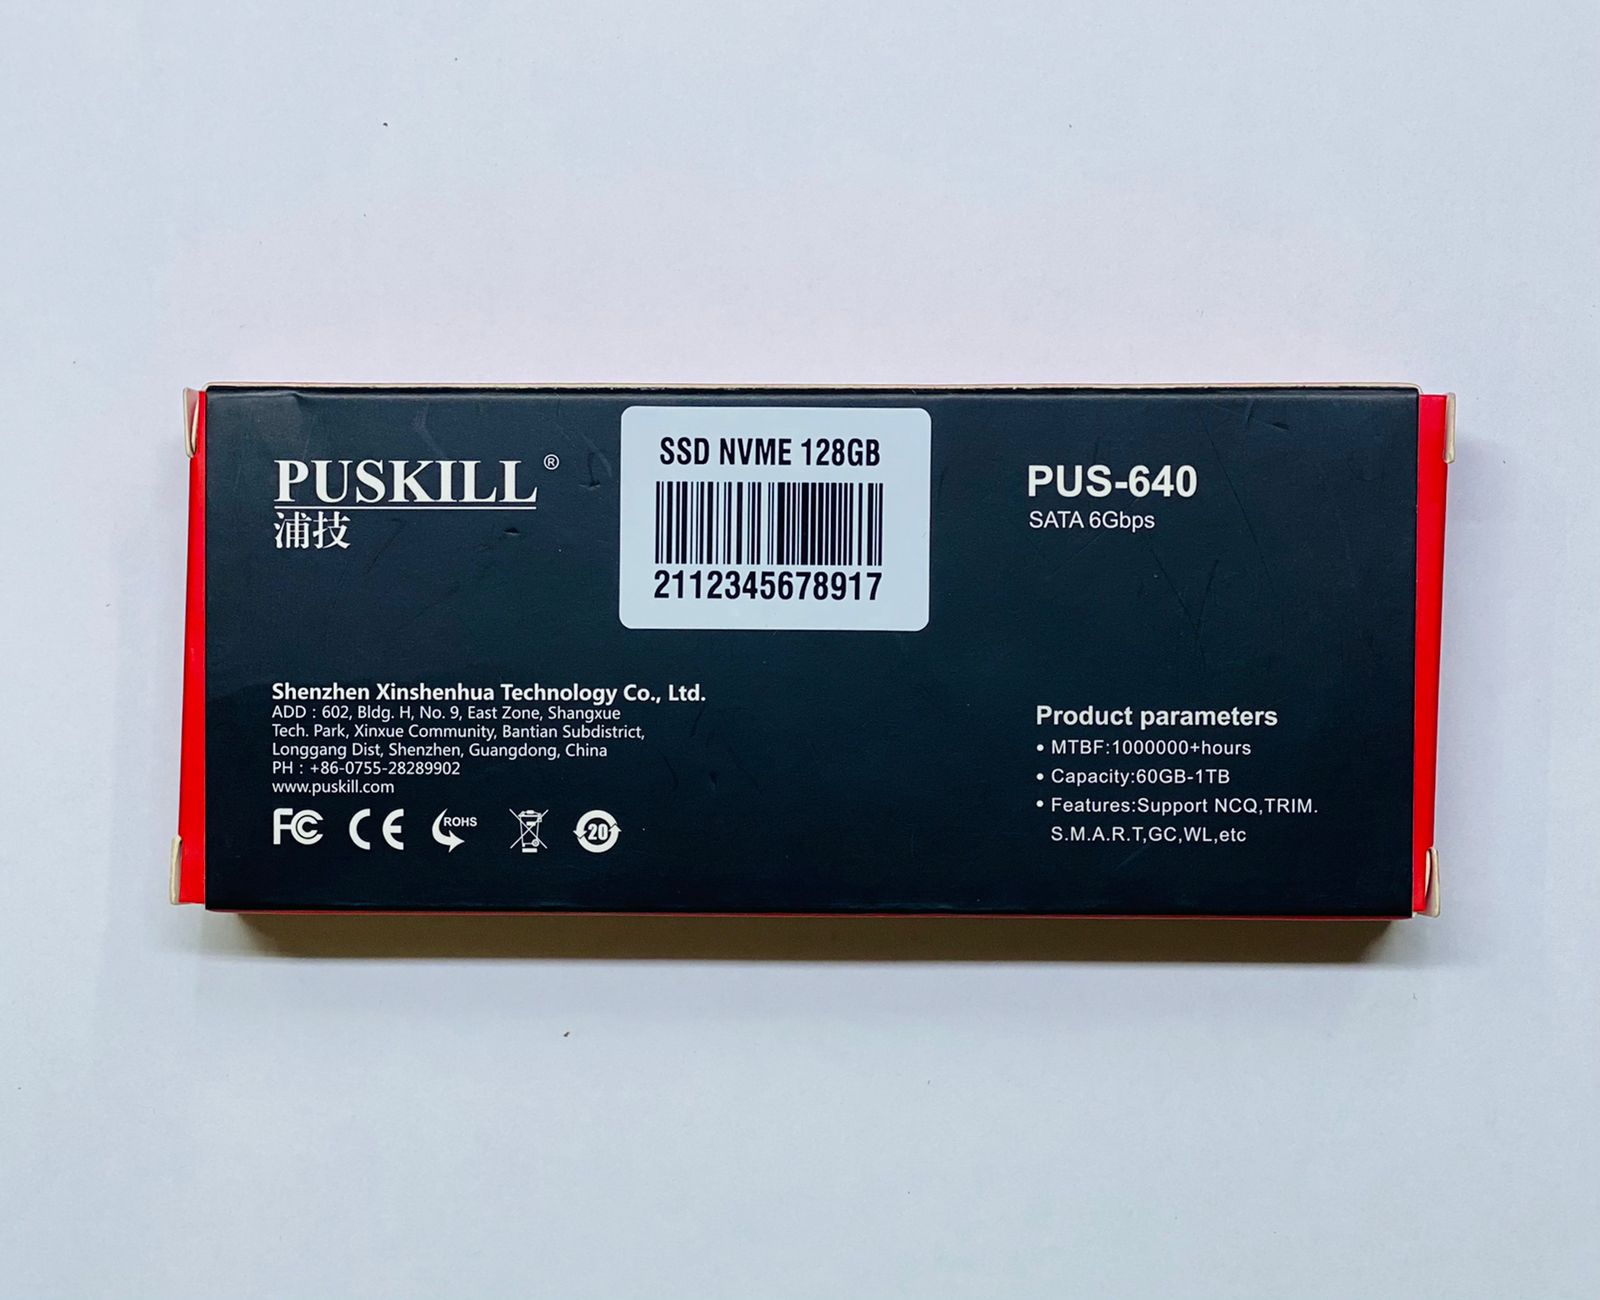 PUSKILL®
浦技
SSD NVME 128GB
2112345678917
PUS-640
SATA 6Gbps
Shenzhen Xinshenhua Technology Co., Ltd.
ADD : 602, Bldg. H, No. 9, East Zone, Shangxue
Tech. Park, Xinxue Community, Bantian Subdistrict,
Longgang Dist, Shenzhen, Guangdong, China
PH : +86-0755-28289902
www.puskill.com
FC CE ROHS 20
Product parameters
• MTBF:1000000+hours
• Capacity:60GB-1TB
• Features:Support NCQ,TRIM.
S.M.A.R.T,GC,WL,etc